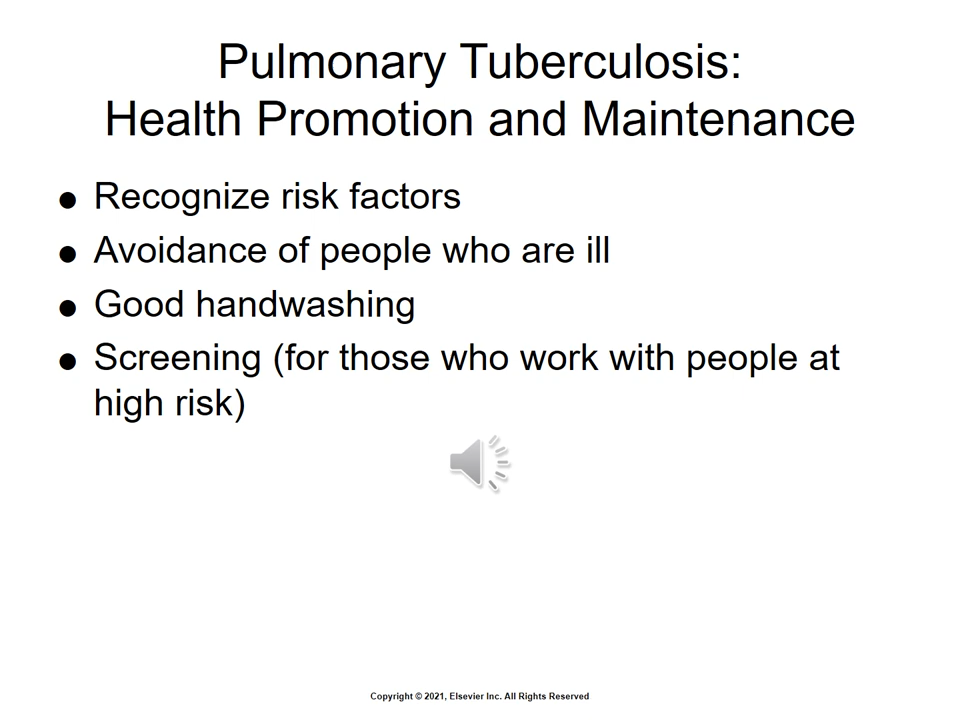 Pulmonary Tuberculosis:
Health Promotion and Maintenance
● Recognize risk factors
● Avoidance of people who are ill
● Good handwashing
● Screening (for those who work with people at
high risk)
Copyright © 2021, Elsevier Inc. All Rights Reserved